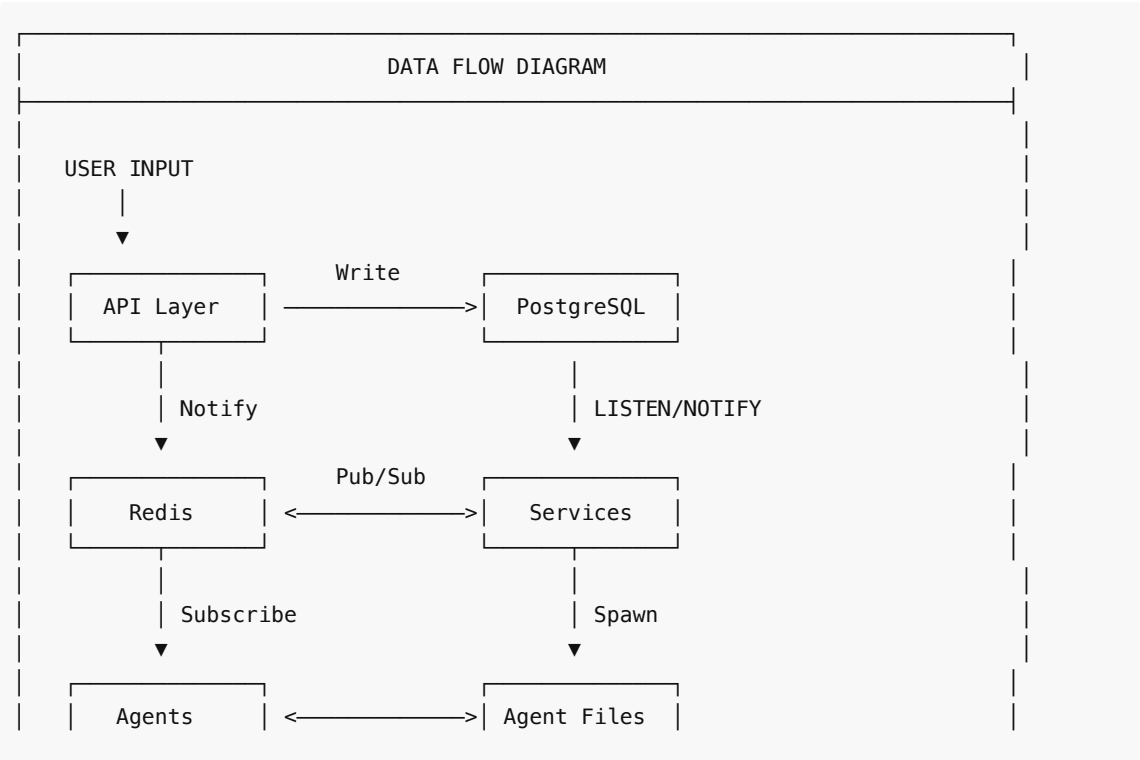 DATA FLOW DIAGRAM
USER INPUT
Write
API Layer PostgreSQL
Notify LISTEN/NOTIFY
Pub/Sub
Redis Services
Subscribe Spawn
Agents Agent Files